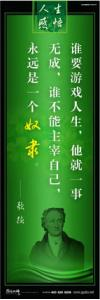 人生
感悟
谁要游戏人生，他就一事
无成，谁不能主宰自己，
永远是一个奴隶。
——歌德